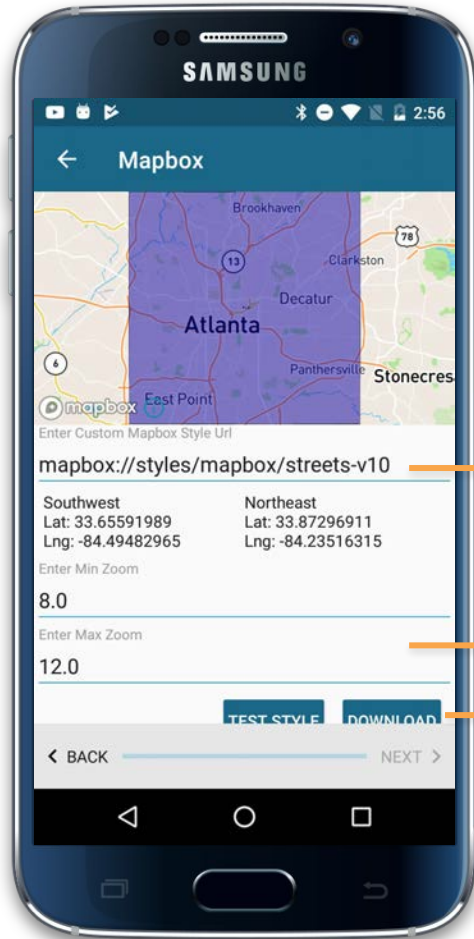 SAMSUNG
2:56
Mapbox
Brookhaven
78
13
Clarkston
Decatur
Atlanta
6
Panthersville
Stonecres
East Point
mapbox
Enter Custom Mapbox Style Url
mapbox://styles/mapbox/streets-v10
Southwest
Lat: 33.65591989
Lng: -84.49482965
Northeast
Lat: 33.87296911
Lng: -84.23516315
Enter Min Zoom
8.0
Enter Max Zoom
12.0
TEST STYLE DOWNLOAD
BACK NEXT